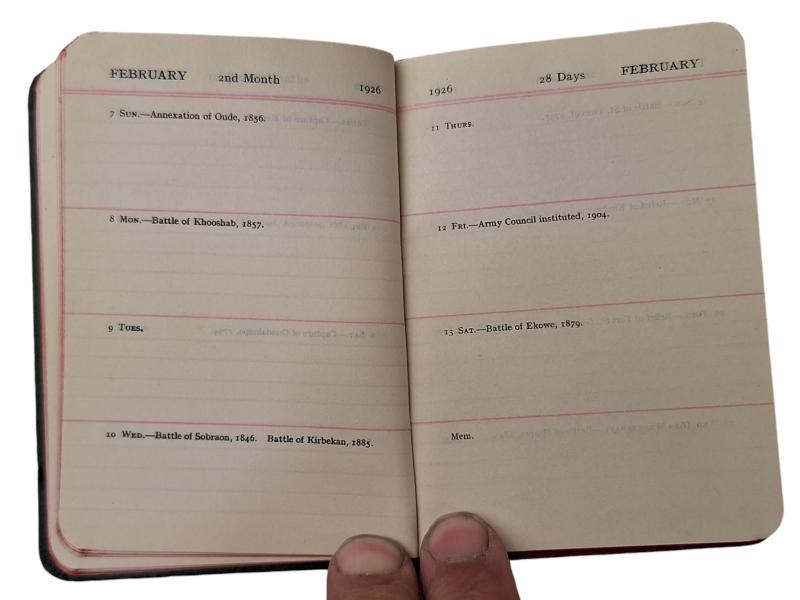 FEBRUARY 2nd Month 1926
7 Sun.—Annexation of Oude, 1856.
8 Mon.—Battle of Khooshab, 1857.
9 Tues.
10 Wed.—Battle of Sobraon, 1846. Battle of Kirbekan, 1885.
1926 28 Days FEBRUARY
11 Thurs.
12 Fri.—Army Council instituted, 1904.
13 Sat.—Battle of Ekowe, 1879.
Mem.